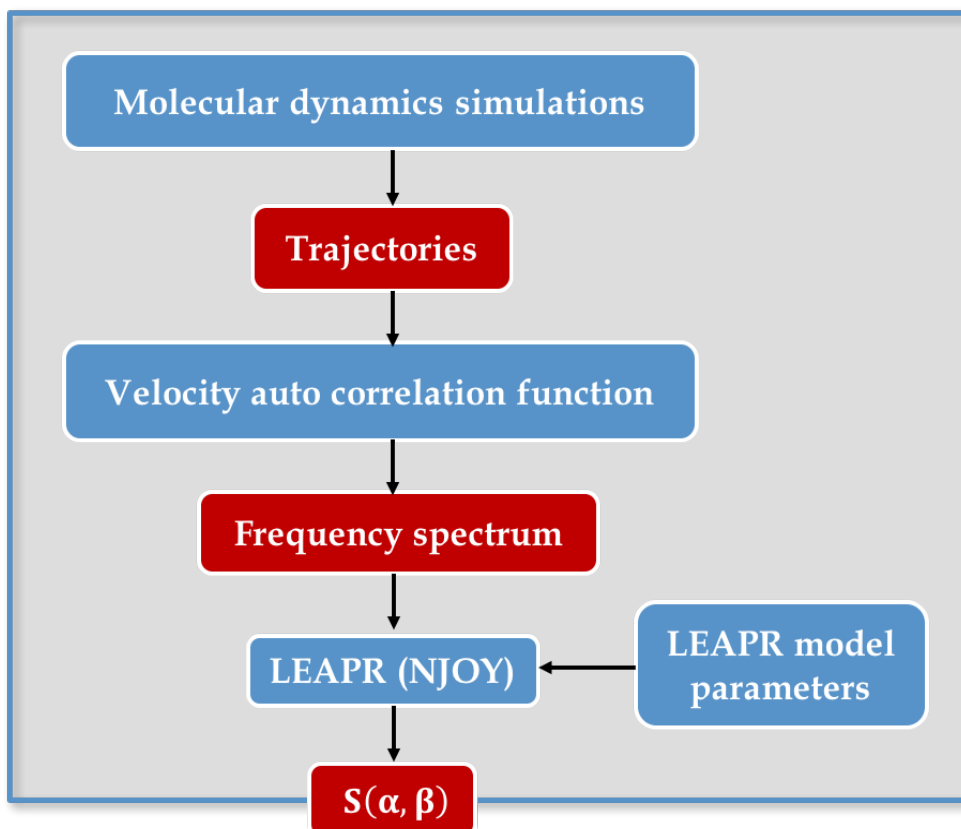 Molecular dynamics simulations
Trajectories
Velocity auto correlation function
Frequency spectrum
LEAPR (NJOY)
LEAPR model
parameters
S(α, β)